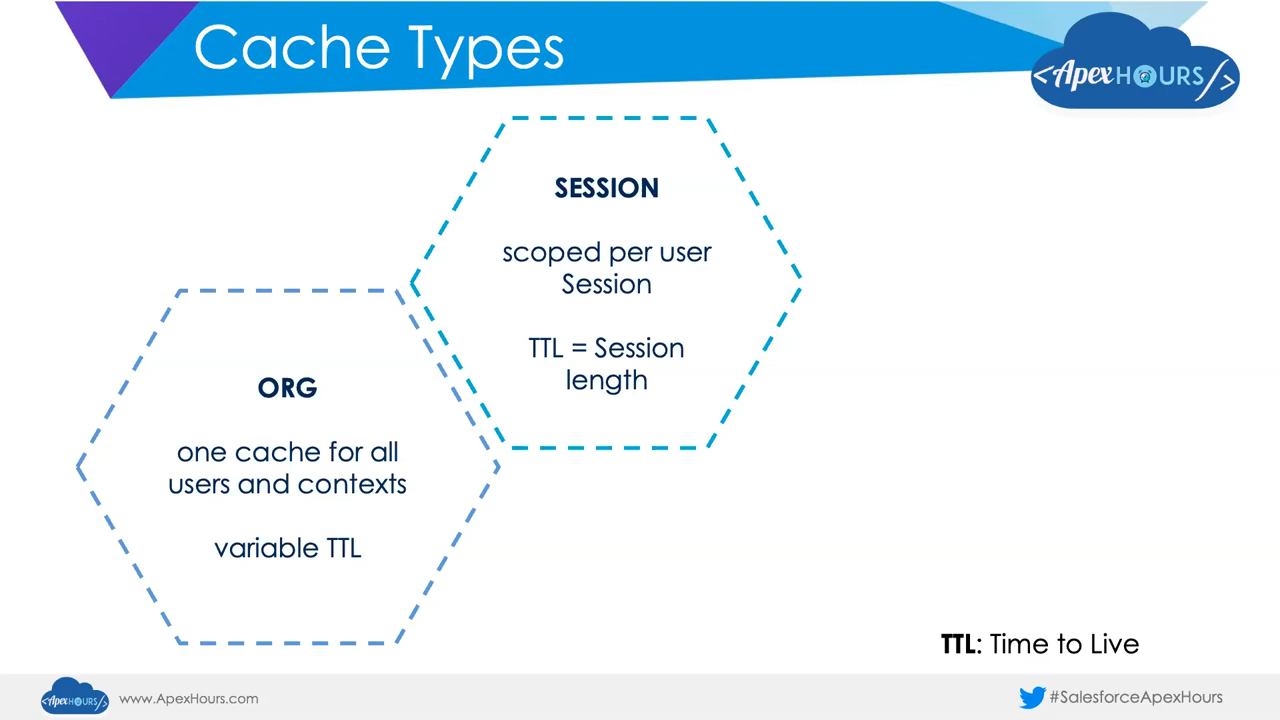 Cache Types
<ApexHOURS/>
SESSION
scoped per user
Session
TTL = Session
length
ORG
one cache for all
users and contexts
variable TTL
TTL: Time to Live
<ApexHOURS/>
www.ApexHours.com
#SalesforceApexHours